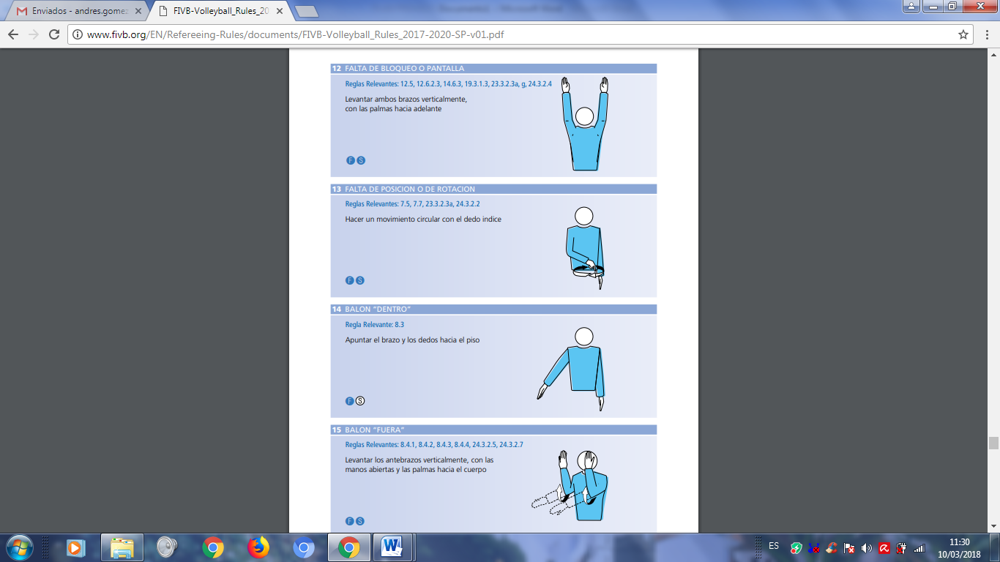 Enviados - andres.gomez
FIVB-Volleyball_Rules_20
www.fivb.org/EN/Refereeing-Rules/documents/FIVB-Volleyball_Rules_2017-2020-SP-v01.pdf
12 FALTA DE BLOQUEO O PANTALLA
Reglas Relevantes: 12.5, 12.6.2.3, 14.6.3, 19.3.1.3, 23.3.2.3a, g, 24.3.2.4
Levantar ambos brazos verticalmente,
con las palmas hacia adelante
F S
13 FALTA DE POSICION O DE ROTACION
Reglas Relevantes: 7.5, 7.7, 23.3.2.3a, 24.3.2.2
Hacer un movimiento circular con el dedo indice
F S
14 BALON “DENTRO”
Regla Relevante: 8.3
Apuntar el brazo y los dedos hacia el piso
F S
15 BALON “FUERA”
Reglas Relevantes: 8.4.1, 8.4.2, 8.4.3, 8.4.4, 24.3.2.5, 24.3.2.7
Levantar los antebrazos verticalmente, con las
manos abiertas y las palmas hacia el cuerpo
F S
ES
11:30
10/03/2018